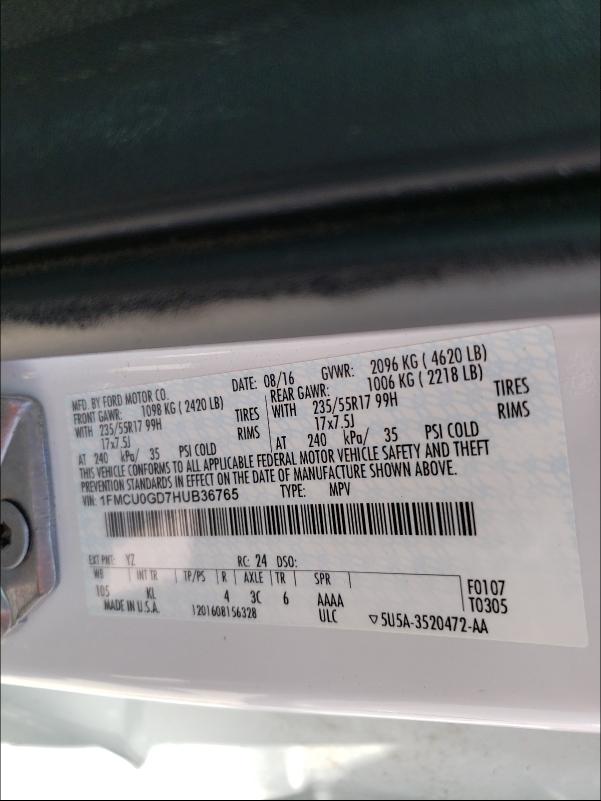 MFD. BY FORD MOTOR CO. DATE: 08/16 GVWR: 2096 KG ( 4620 LB)
FRONT GAWR: 1098 KG ( 2420 LB) REAR GAWR: 1006 KG ( 2218 LB)
WITH 235/55R17 99H TIRES WITH 235/55R17 99H TIRES
17x7.5J RIMS 17x7.5J RIMS
AT 240 kPa/ 35 PSI COLD AT 240 kPa/ 35 PSI COLD
THIS VEHICLE CONFORMS TO ALL APPLICABLE FEDERAL MOTOR VEHICLE SAFETY AND THEFT
PREVENTION STANDARDS IN EFFECT ON THE DATE OF MANUFACTURE SHOWN ABOVE.
VIN: 1FMCU0GD7HUB36765 TYPE: MPV
EXT PNT: YZ RC: 24 DSO:
WB INT TR TP/PS R AXLE TR SPR
105 KL 4 3C 6 AAAA F0107
MADE IN U.S.A. 1201608156328 ULC T0305
▽5U5A-3520472-AA